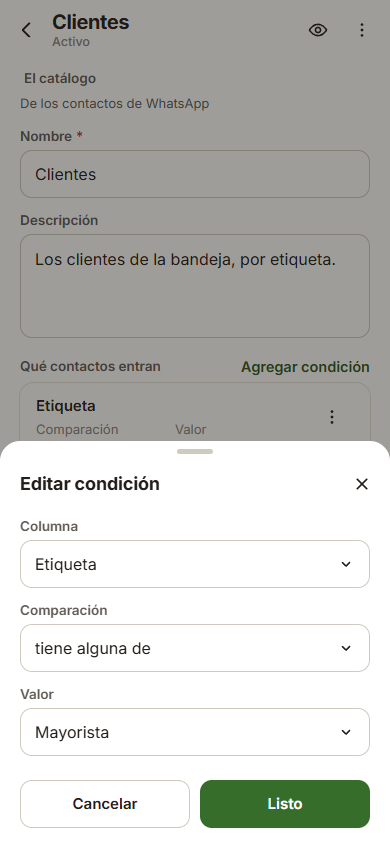 Clientes
Activo
El catálogo
De los contactos de WhatsApp
Nombre *
Clientes
Descripción
Los clientes de la bandeja, por etiqueta.
Qué contactos entran
Agregar condición
Etiqueta
Comparación
Valor
Editar condición
Columna
Etiqueta
Comparación
tiene alguna de
Valor
Mayorista
Cancelar
Listo